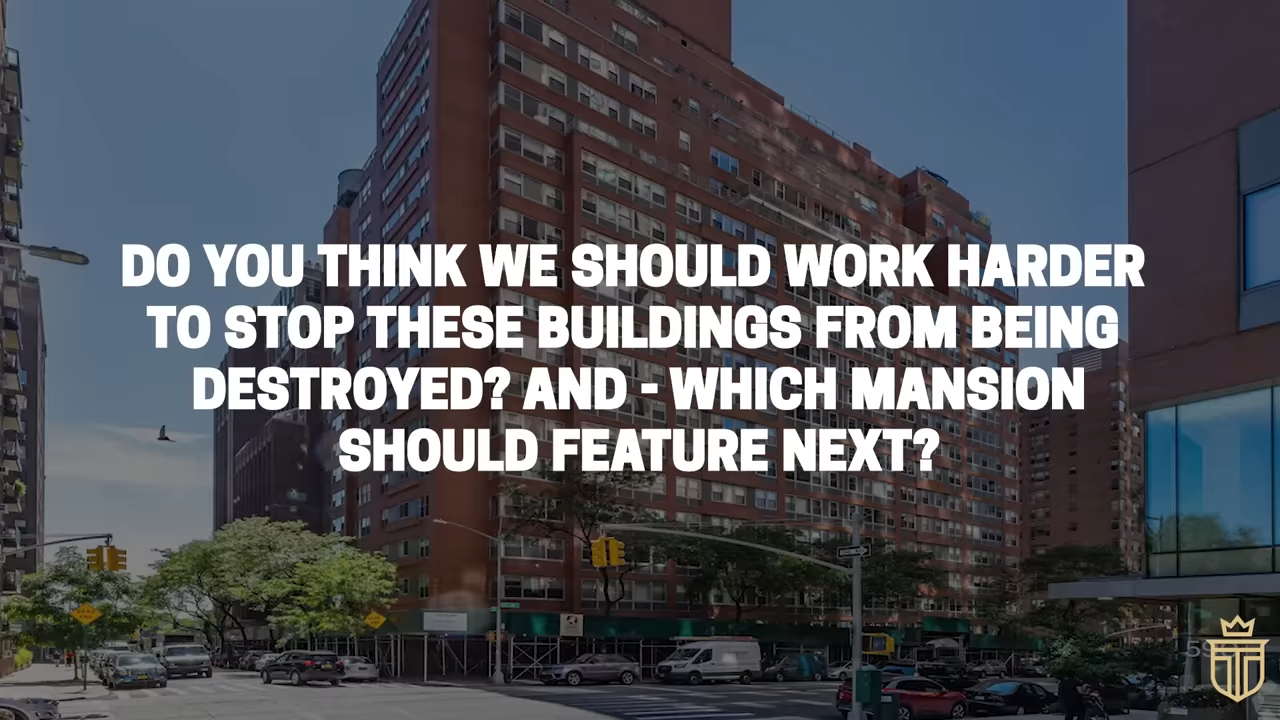 DO YOU THINK WE SHOULD WORK HARDER
TO STOP THESE BUILDINGS FROM BEING
DESTROYED? AND - WHICH MANSION
SHOULD FEATURE NEXT?